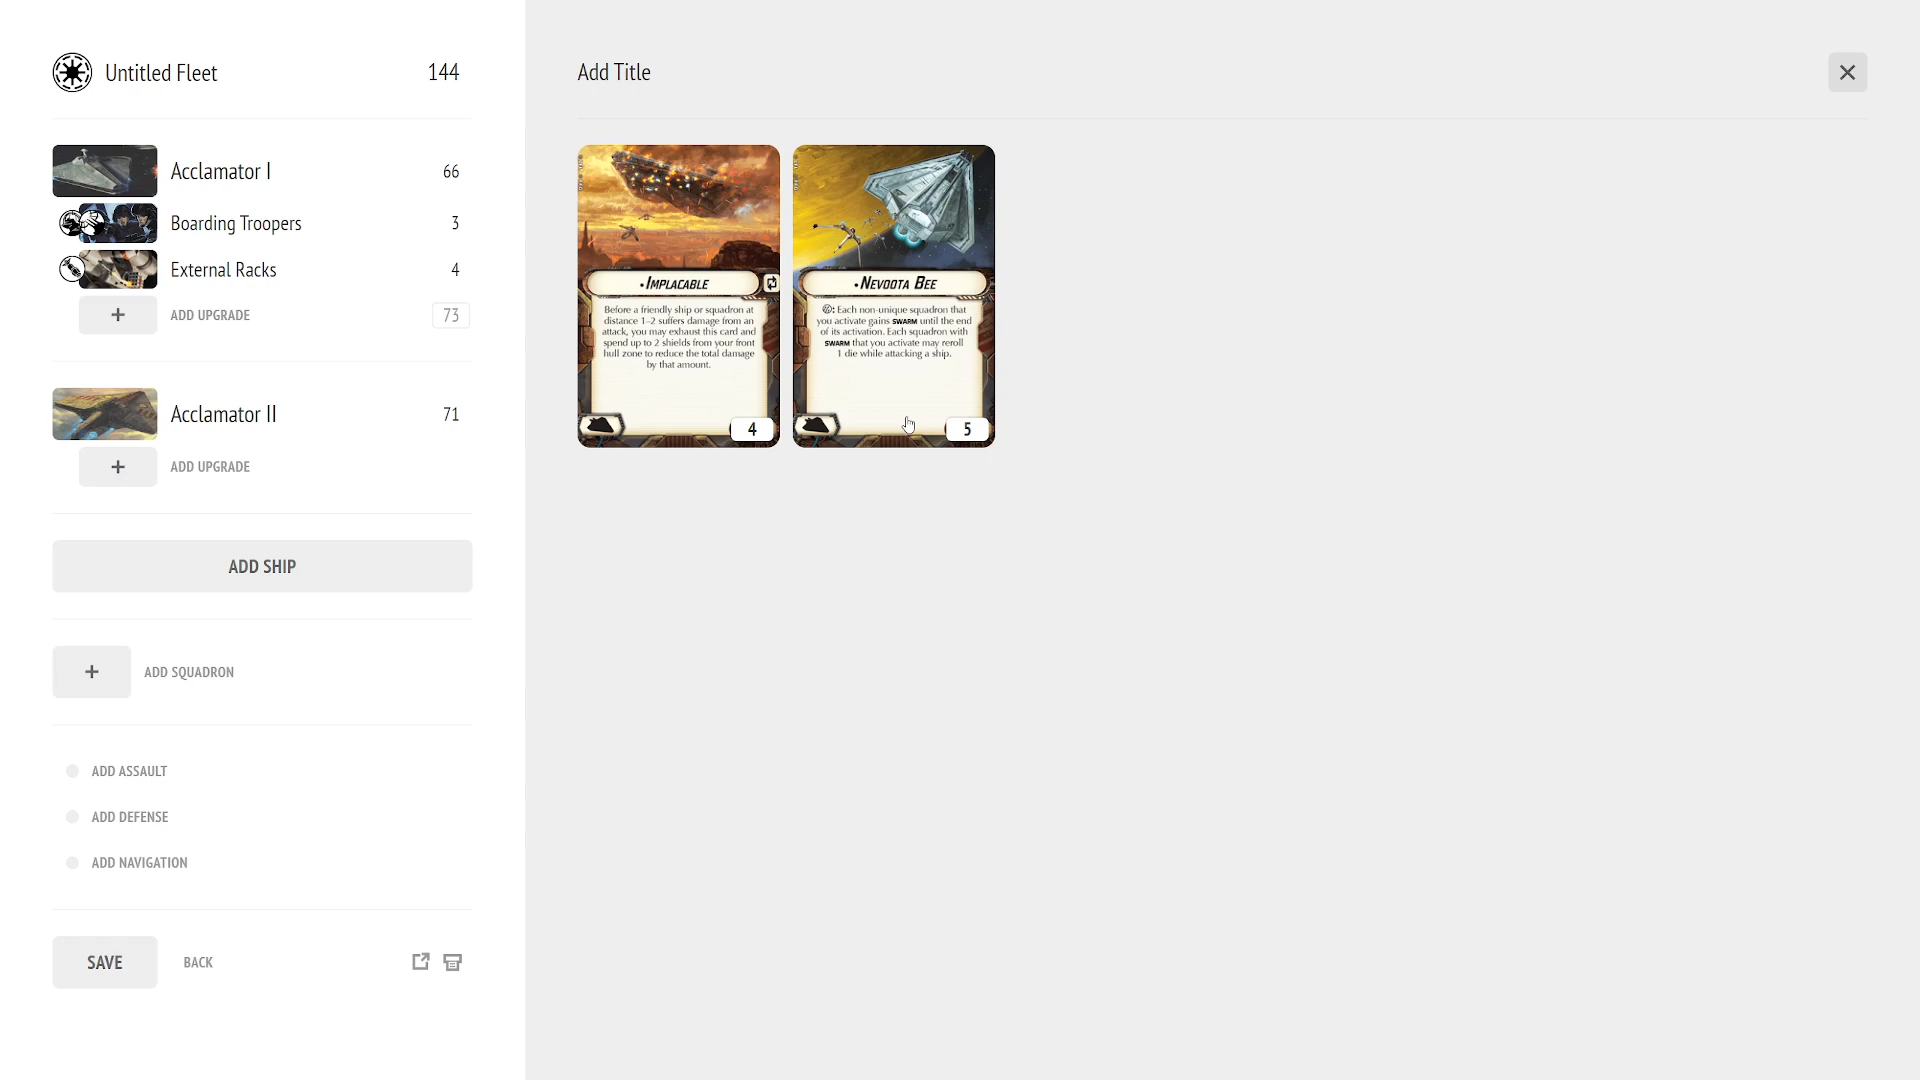 Untitled Fleet
144
Acclamator I
66
Boarding Troopers
3
External Racks
4
+
ADD UPGRADE
73
Acclamator II
71
+
ADD UPGRADE
ADD SHIP
+
ADD SQUADRON
ADD ASSAULT
ADD DEFENSE
ADD NAVIGATION
SAVE
BACK
Add Title
•IMPLACABLE
Before a friendly ship or squadron at
distance 1–2 suffers damage from an
attack, you may exhaust this card and
spend up to 2 shields from your front
hull zone to reduce the total damage
by that amount.
4
•NEVOOTA BEE
: Each non-unique squadron that
you activate gains SWARM until the end
of its activation. Each squadron with
SWARM that you activate may reroll
1 die while attacking a ship.
5